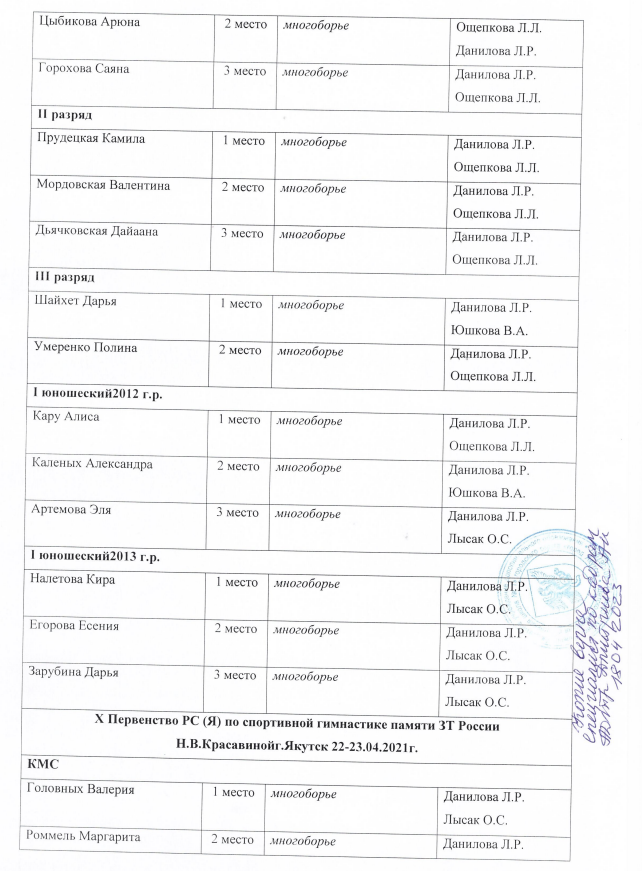 Цыбикова Арюна 2 место многоборье Ощепкова Л.Л.
Данилова Л.Р.
Горохова Саяна 3 место многоборье Данилова Л.Р.
Ощепкова Л.Л.
II разряд
Прудецкая Камила 1 место многоборье Данилова Л.Р.
Ощепкова Л.Л.
Мордовская Валентина 2 место многоборье Данилова Л.Р.
Ощепкова Л.Л.
Дьячковская Дайаана 3 место многоборье Данилова Л.Р.
Ощепкова Л.Л.
III разряд
Шайхет Дарья 1 место многоборье Данилова Л.Р.
Юшкова В.А.
Умеренко Полина 2 место многоборье Данилова Л.Р.
Ощепкова Л.Л.
I юношеский2012 г.р.
Кару Алиса 1 место многоборье Данилова Л.Р.
Ощепкова Л.Л.
Каленых Александра 2 место многоборье Данилова Л.Р.
Юшкова В.А.
Артемова Эля 3 место многоборье Данилова Л.Р.
Лысак О.С.
I юношеский2013 г.р.
Налетова Кира 1 место многоборье Данилова Л.Р.
Лысак О.С.
Егорова Есения 2 место многоборье Данилова Л.Р.
Лысак О.С.
Зарубина Дарья 3 место многоборье Данилова Л.Р.
Лысак О.С.
X Первенство РС (Я) по спортивной гимнастике памяти ЗТ России
Н.В.Красавинойг.Якутск 22-23.04.2021г.
КМС
Головных Валерия 1 место многоборье Данилова Л.Р.
Лысак О.С.
Роммель Маргарита 2 место многоборье Данилова Л.Р.
Копия верна
специалист по кадрам
18.04.2023